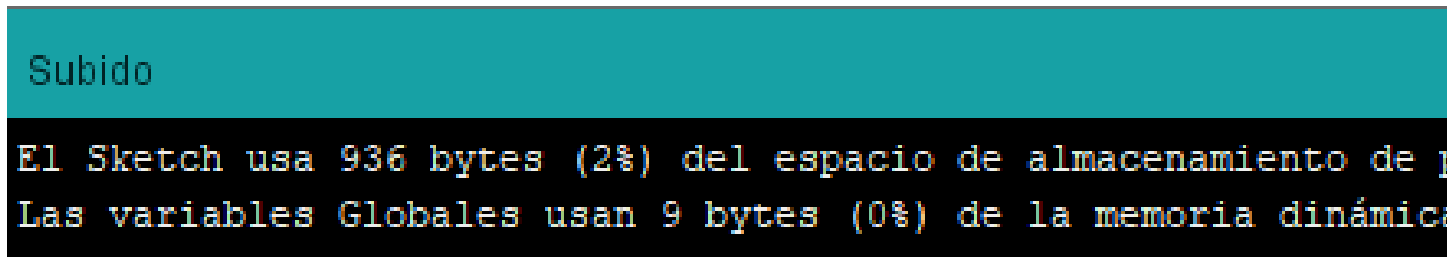 Subido
El Sketch usa 936 bytes (2%) del espacio de almacenamiento de
Las variables Globales usan 9 bytes (0%) de la memoria dinámica